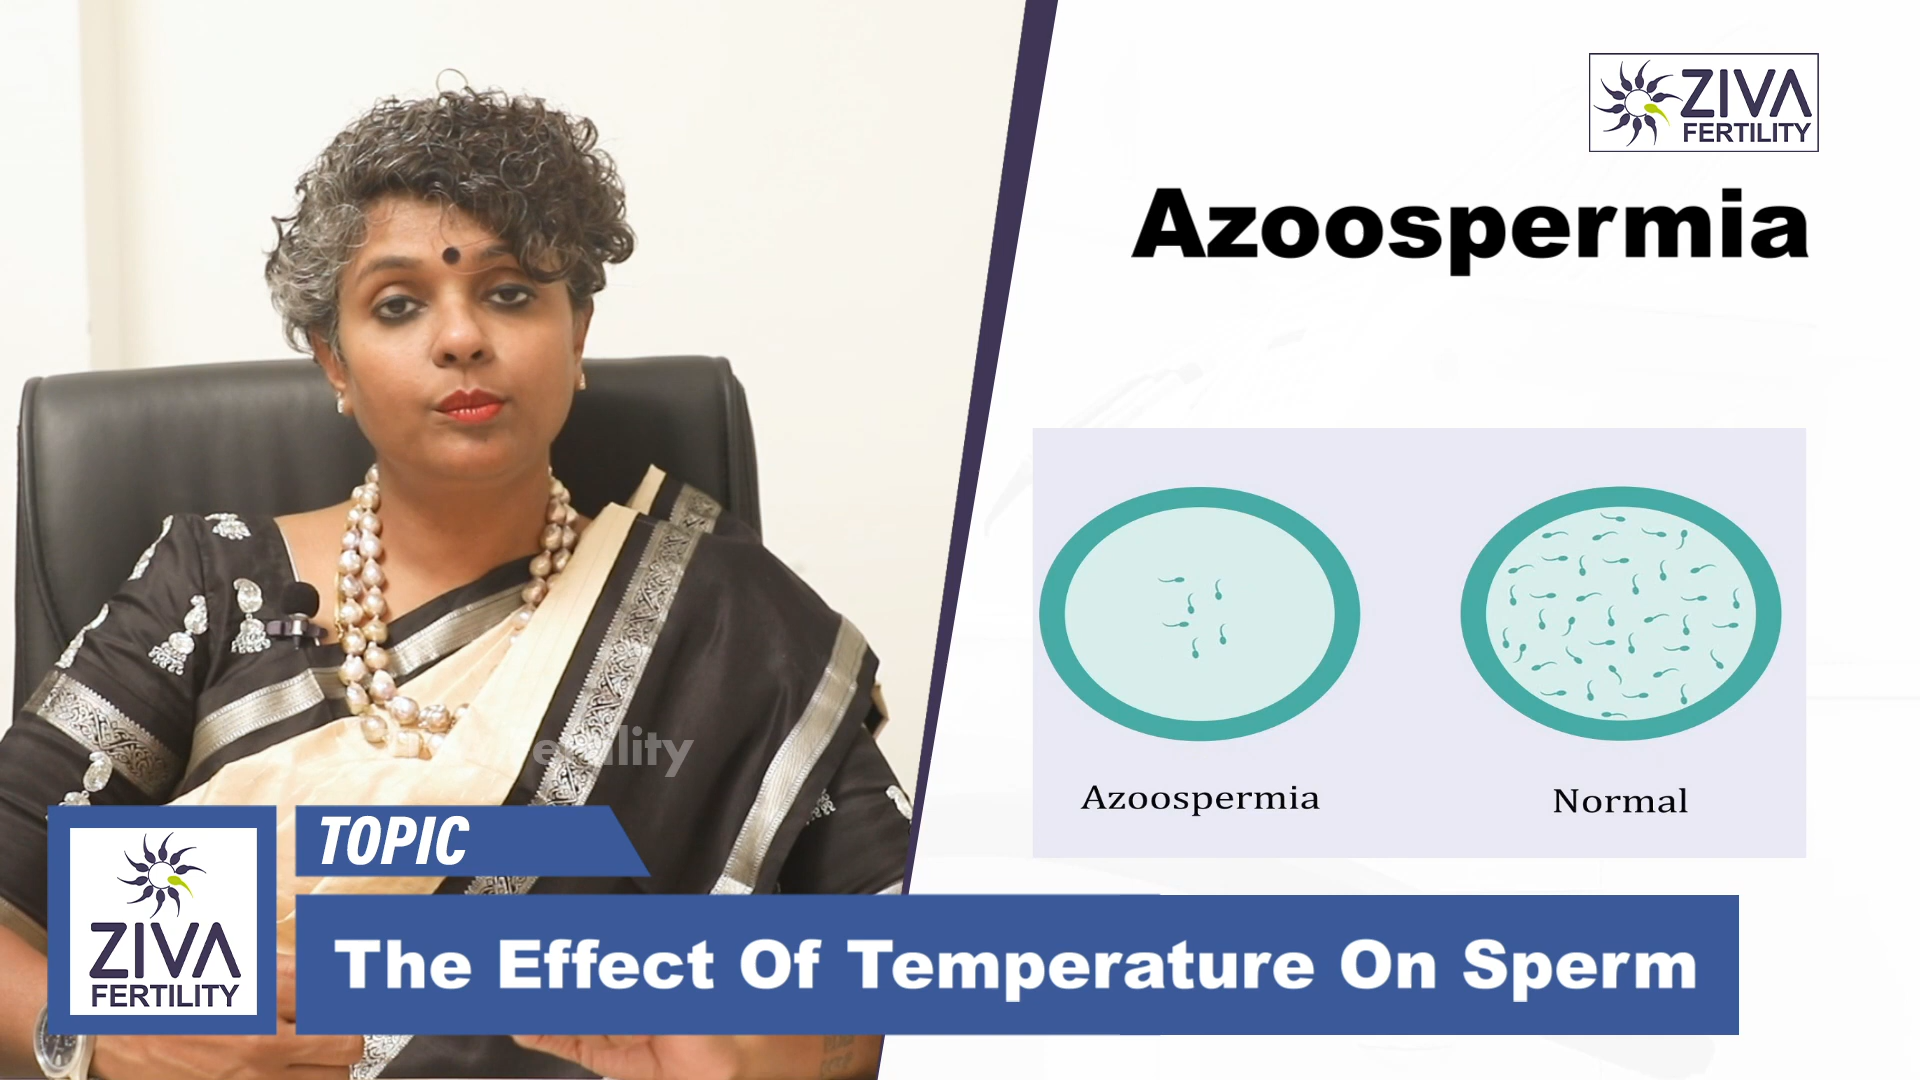 ZIVA
FERTILITY
Azoospermia
Azoospermia
Normal
TOPIC
The Effect Of Temperature On Sperm
ZIVA
FERTILITY